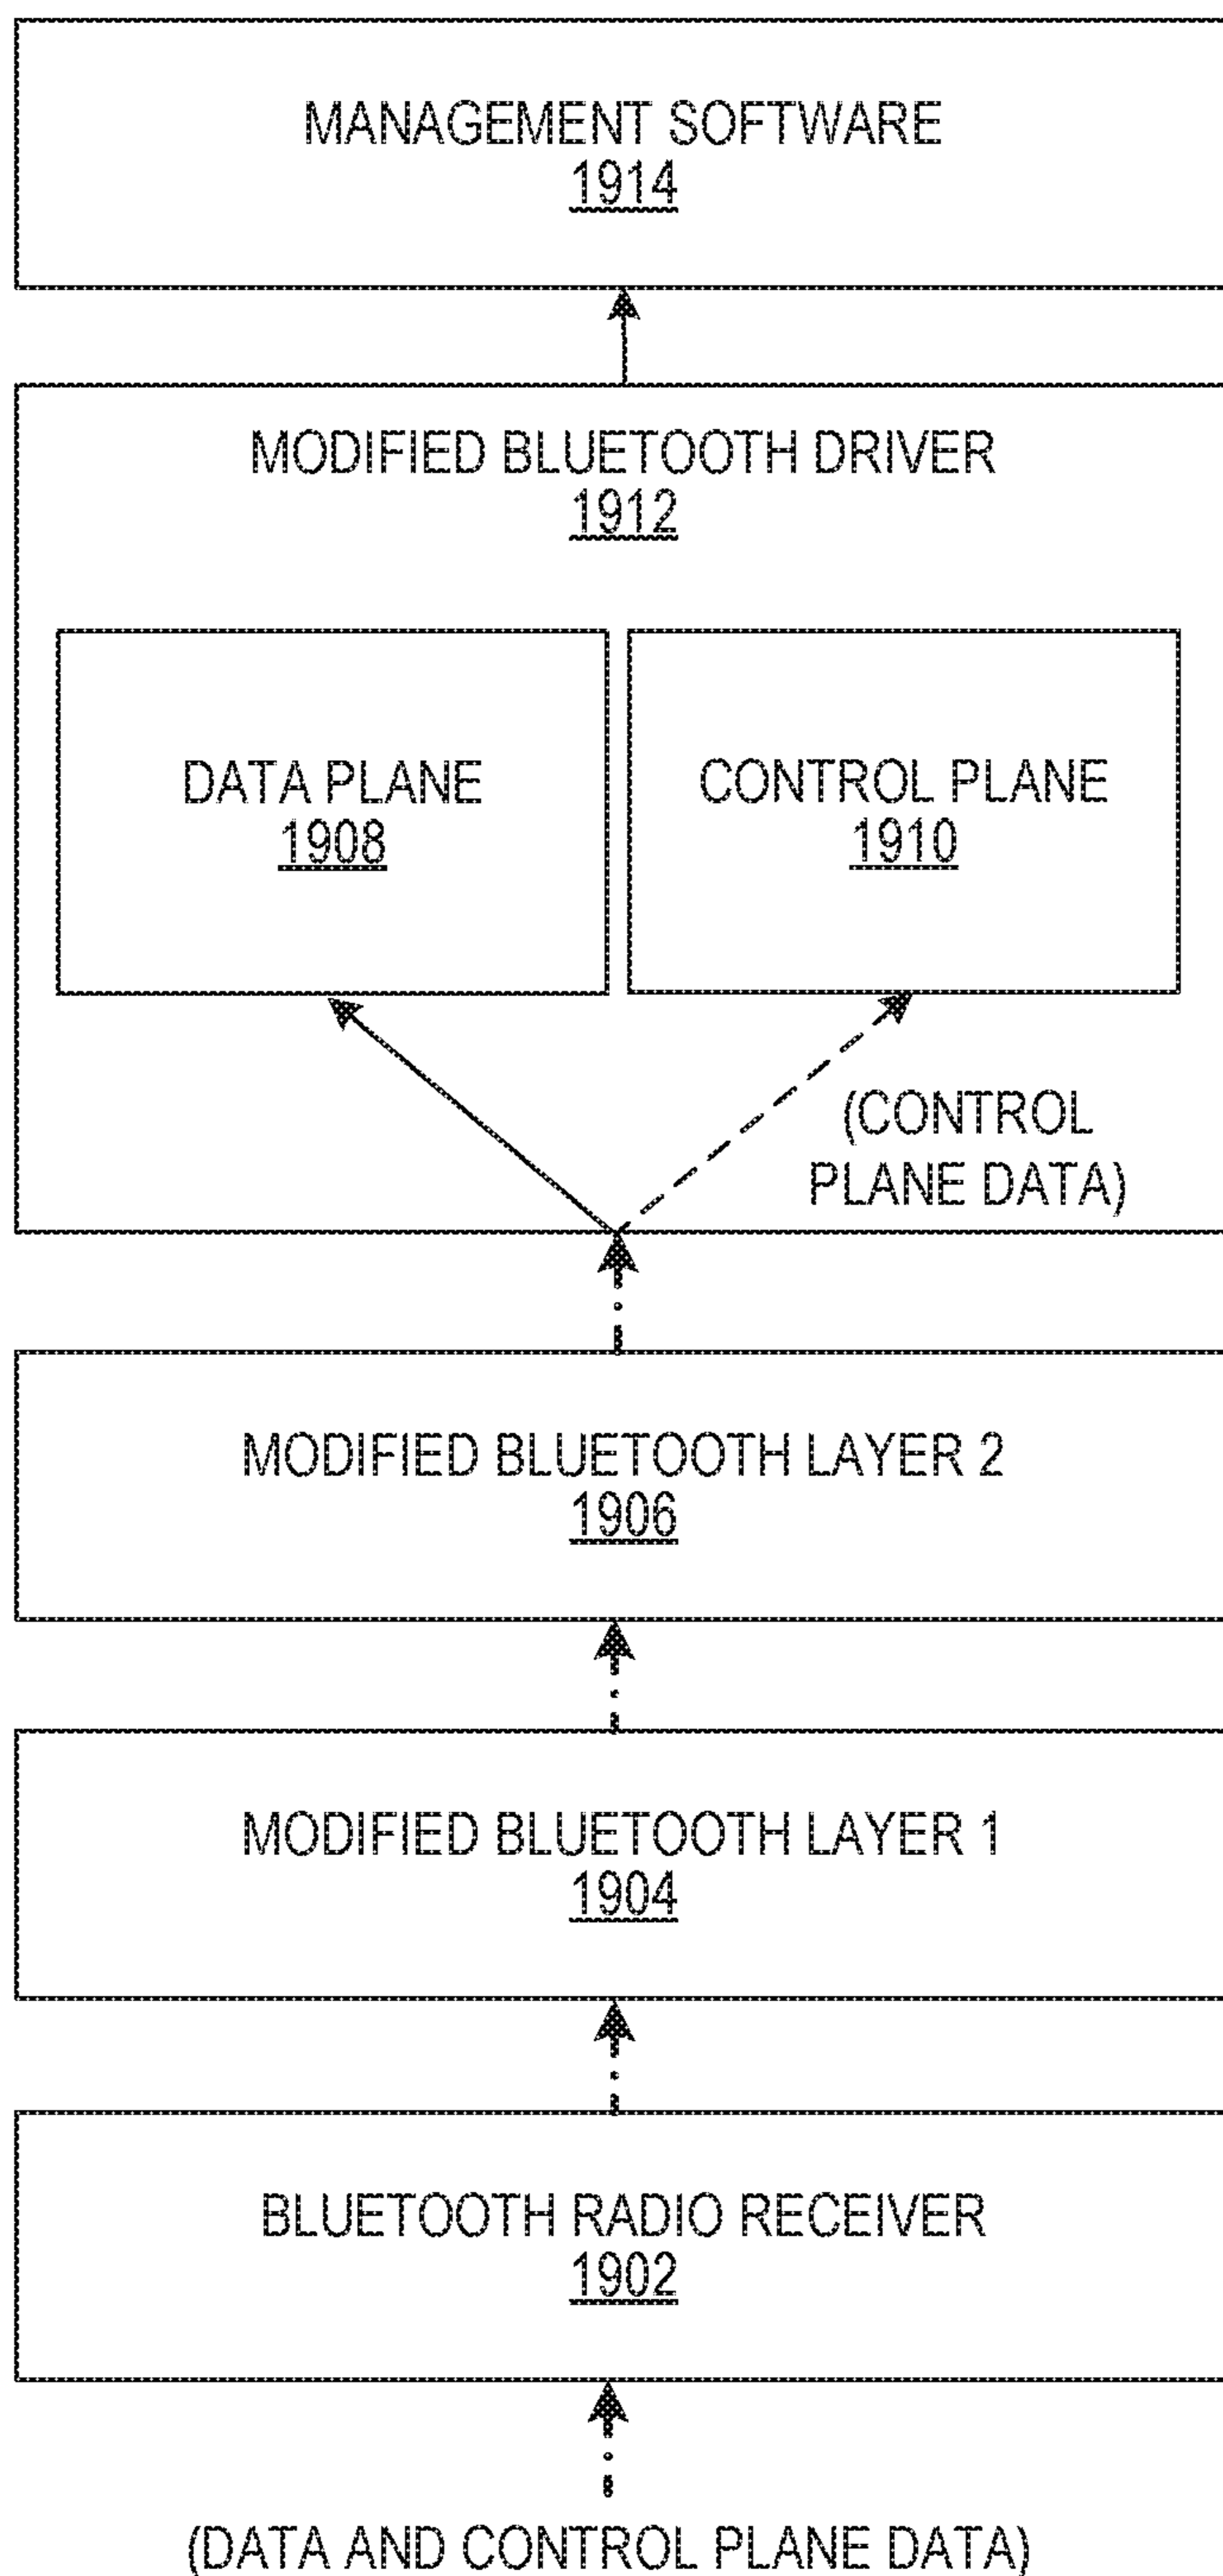 MANAGEMENT SOFTWARE
1914
MODIFIED BLUETOOTH DRIVER
1912
DATA PLANE
1908
CONTROL PLANE
1910
(CONTROL
PLANE DATA)
MODIFIED BLUETOOTH LAYER 2
1906
MODIFIED BLUETOOTH LAYER 1
1904
BLUETOOTH RADIO RECEIVER
1902
(DATA AND CONTROL PLANE DATA)